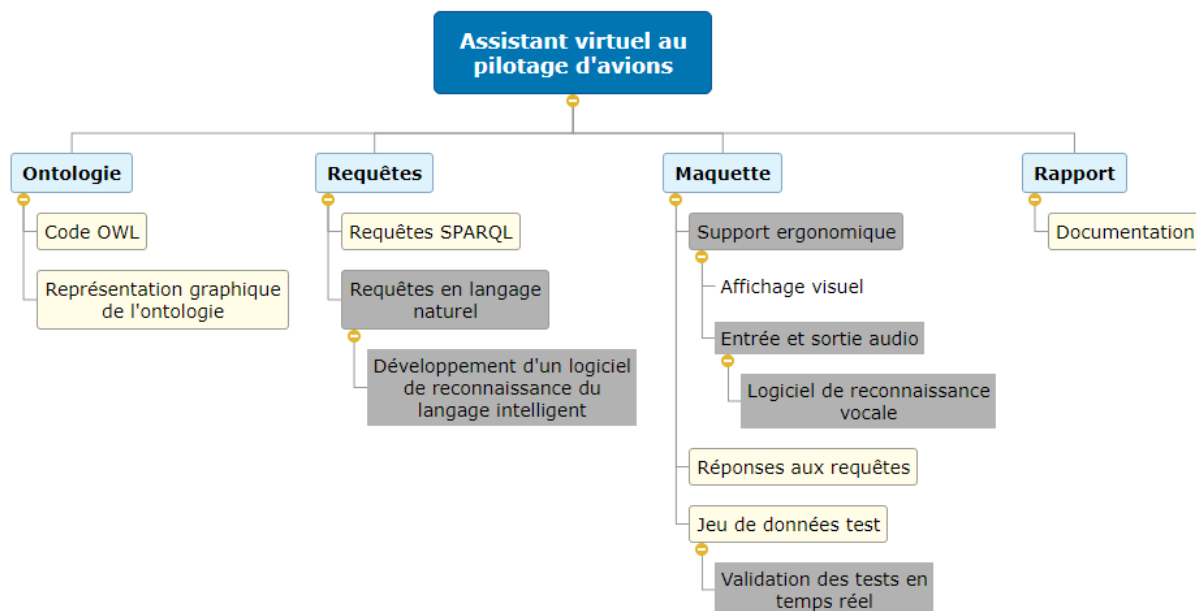 Assistant virtuel au
pilotage d'avions
Ontologie
Code OWL
Représentation graphique
de l'ontologie
Requêtes
Requêtes SPARQL
Requêtes en langage
naturel
Développement d'un logiciel
de reconnaissance du
langage intelligent
Maquette
Support ergonomique
Affichage visuel
Entrée et sortie audio
Logiciel de reconnaissance
vocale
Réponses aux requêtes
Jeu de données test
Validation des tests en
temps réel
Rapport
Documentation